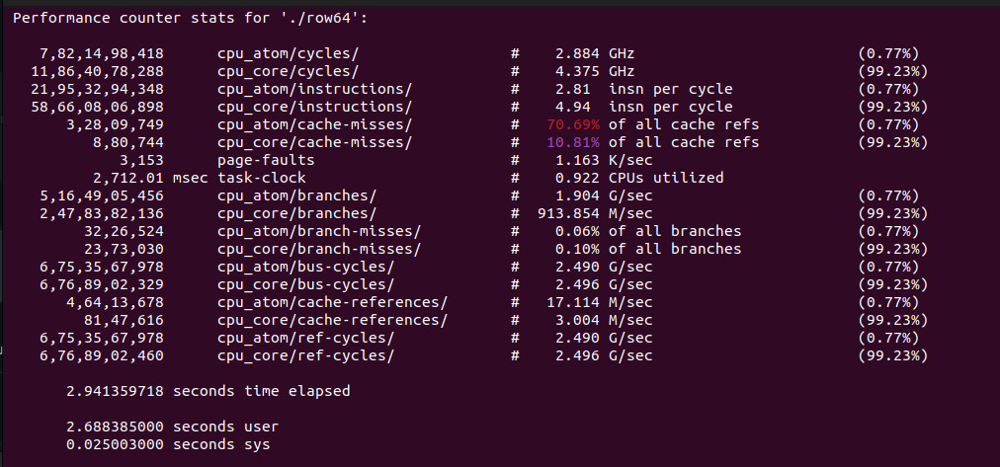 Performance counter stats for './row64':
7,82,14,98,418 cpu_atom/cycles/ # 2.884 GHz (0.77%)
11,86,40,78,288 cpu_core/cycles/ # 4.375 GHz (99.23%)
21,95,32,94,348 cpu_atom/instructions/ # 2.81 insn per cycle (0.77%)
58,66,08,06,898 cpu_core/instructions/ # 4.94 insn per cycle (99.23%)
3,28,09,749 cpu_atom/cache-misses/ # 70.69% of all cache refs (0.77%)
8,80,744 cpu_core/cache-misses/ # 10.81% of all cache refs (99.23%)
3,153 page-faults # 1.163 K/sec
2,712.01 msec task-clock # 0.922 CPUs utilized
5,16,49,05,456 cpu_atom/branches/ # 1.904 G/sec (0.77%)
2,47,83,82,136 cpu_core/branches/ # 913.854 M/sec (99.23%)
32,26,524 cpu_atom/branch-misses/ # 0.06% of all branches (0.77%)
23,73,030 cpu_core/branch-misses/ # 0.10% of all branches (99.23%)
6,75,35,67,978 cpu_atom/bus-cycles/ # 2.490 G/sec (0.77%)
6,76,89,02,329 cpu_core/bus-cycles/ # 2.496 G/sec (99.23%)
4,64,13,678 cpu_atom/cache-references/ # 17.114 M/sec (0.77%)
81,47,616 cpu_core/cache-references/ # 3.004 M/sec (99.23%)
6,75,35,67,978 cpu_atom/ref-cycles/ # 2.490 G/sec (0.77%)
6,76,89,02,460 cpu_core/ref-cycles/ # 2.496 G/sec (99.23%)
2.941359718 seconds time elapsed
2.688385000 seconds user
0.025003000 seconds sys